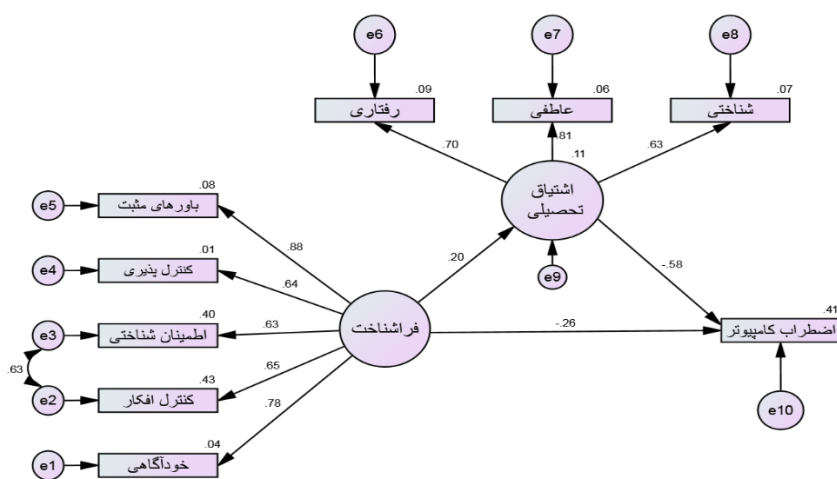 e6
e7
e8
.09
.06
.07
رفتاری
عاطفی
شناختی
.70
.81
.63
.11
اشتیاق
تحصیلی
.08
e5
باورهای مثبت
.88
.01
e4
کنترل پذیری
.64
.20
e9
-.58
.40
e3
اطمینان شناختی
.63
فراشناخت
-.26
.41
اضطراب کامپیوتر
.63
.43
e2
کنترل افکار
.65
e10
.78
.04
e1
خودآگاهی